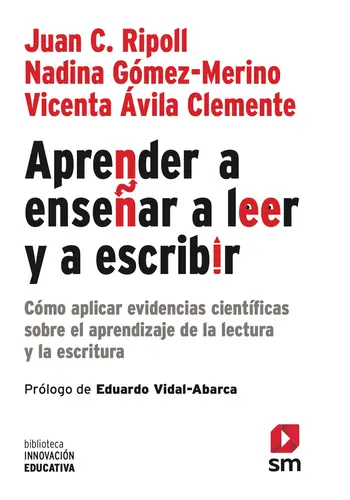 Juan C. Ripoll
Nadina Gómez-Merino
Vicenta Ávila Clemente
Aprender a
enseñar a leer
y a escribir
Cómo aplicar evidencias científicas
sobre el aprendizaje de la lectura
y la escritura
Prólogo de Eduardo Vidal-Abarca
biblioteca
INNOVACIÓN
EDUCATIVA
sm